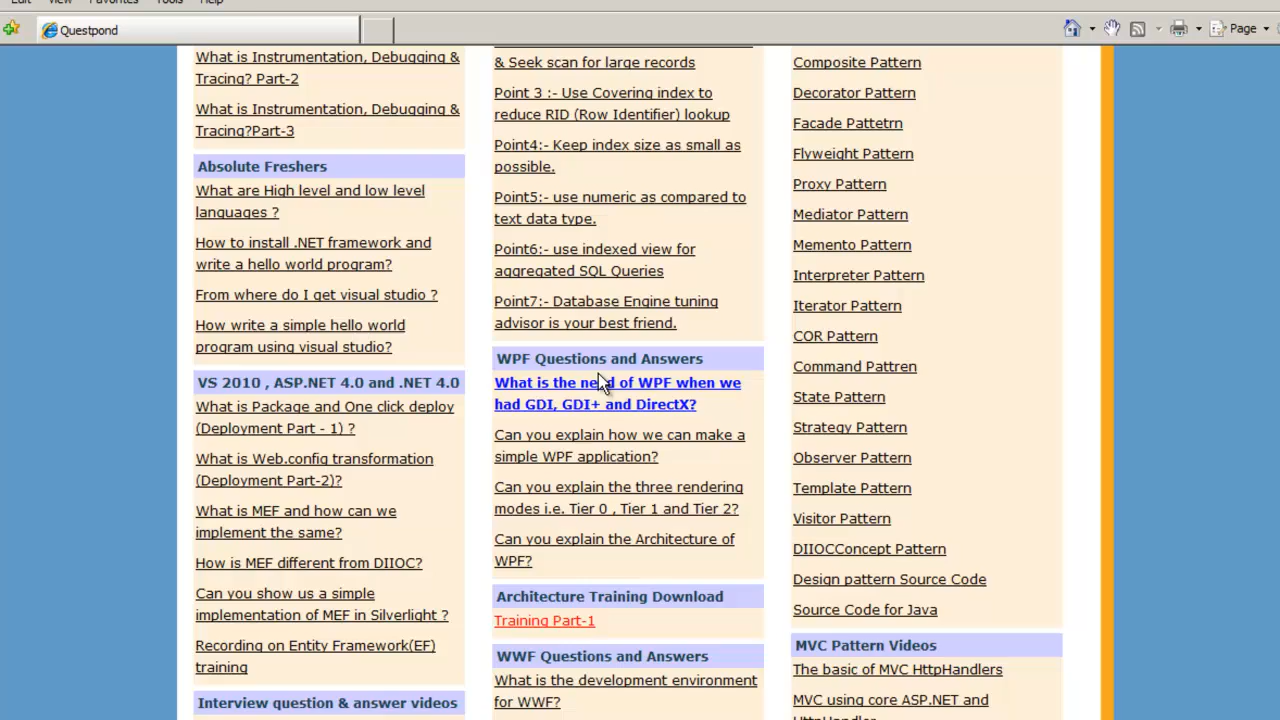 Edit View Favorites Tools Help
Questpond
Page
What is Instrumentation, Debugging &
Tracing? Part-2
What is Instrumentation, Debugging &
Tracing?Part-3
Absolute Freshers
What are High level and low level
languages ?
How to install .NET framework and
write a hello world program?
From where do I get visual studio ?
How write a simple hello world
program using visual studio?
VS 2010 , ASP.NET 4.0 and .NET 4.0
What is Package and One click deploy
(Deployment Part - 1) ?
What is Web.config transformation
(Deployment Part-2)?
What is MEF and how can we
implement the same?
How is MEF different from DIIOC?
Can you show us a simple
implementation of MEF in Silverlight ?
Recording on Entity Framework(EF)
training
Interview question & answer videos
& Seek scan for large records
Point 3 :- Use Covering index to
reduce RID (Row Identifier) lookup
Point4:- Keep index size as small as
possible.
Point5:- use numeric as compared to
text data type.
Point6:- use indexed view for
aggregated SQL Queries
Point7:- Database Engine tuning
advisor is your best friend.
WPF Questions and Answers
What is the need of WPF when we
had GDI, GDI+ and DirectX?
Can you explain how we can make a
simple WPF application?
Can you explain the three rendering
modes i.e. Tier 0 , Tier 1 and Tier 2?
Can you explain the Architecture of
WPF?
Architecture Training Download
Training Part-1
WWF Questions and Answers
What is the development environment
for WWF?
Composite Pattern
Decorator Pattern
Facade Pattetrn
Flyweight Pattern
Proxy Pattern
Mediator Pattern
Memento Pattern
Interpreter Pattern
Iterator Pattern
COR Pattern
Command Pattren
State Pattern
Strategy Pattern
Observer Pattern
Template Pattern
Visitor Pattern
DIIOCConcept Pattern
Design pattern Source Code
Source Code for Java
MVC Pattern Videos
The basic of MVC HttpHandlers
MVC using core ASP.NET and
HttpHandler